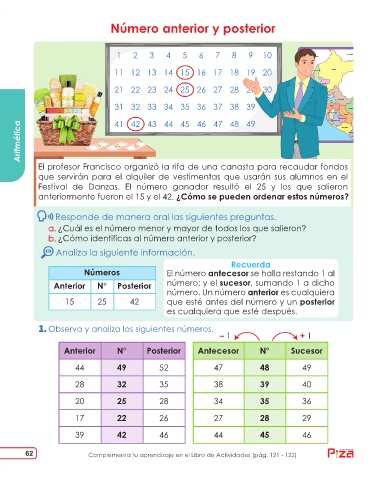 Número anterior y posterior
1 2 3 4 5 6 7 8 9 10
11 12 13 14 15 16 17 18 19 20
21 22 23 24 25 26 27 28 29 30
31 32 33 34 35 36 37 38 39
41 42 43 44 45 46 47 48 49
Aritmética
El profesor Francisco organizó la rifa de una canasta para recaudar fondos
que servirán para el alquiler de vestimentas que usarán sus alumnos en el
Festival de Danzas. El número ganador resultó el 25 y los que salieron
anteriormente fueron el 15 y el 42. ¿Cómo se pueden ordenar estos números?
Responde de manera oral las siguientes preguntas.
a. ¿Cuál es el número menor y mayor de todos los que salieron?
b. ¿Cómo identificas al número anterior y posterior?
Analiza la siguiente información.
Números
Anterior N° Posterior
15 25 42
Recuerda
El número antecesor se halla restando 1 al
número; y el sucesor, sumando 1 a dicho
número. Un número anterior es cualquiera
que esté antes del número y un posterior
es cualquiera que esté después.
1. Observa y analiza los siguientes números.
- 1 + 1
Anterior N° Posterior Antecesor N° Sucesor
44 49 52 47 48 49
28 32 35 38 39 40
20 25 28 34 35 36
17 22 26 27 28 29
39 42 46 44 45 46
62 Complementa tu aprendizaje en el Libro de Actividades (pág. 121 - 122)
Piza